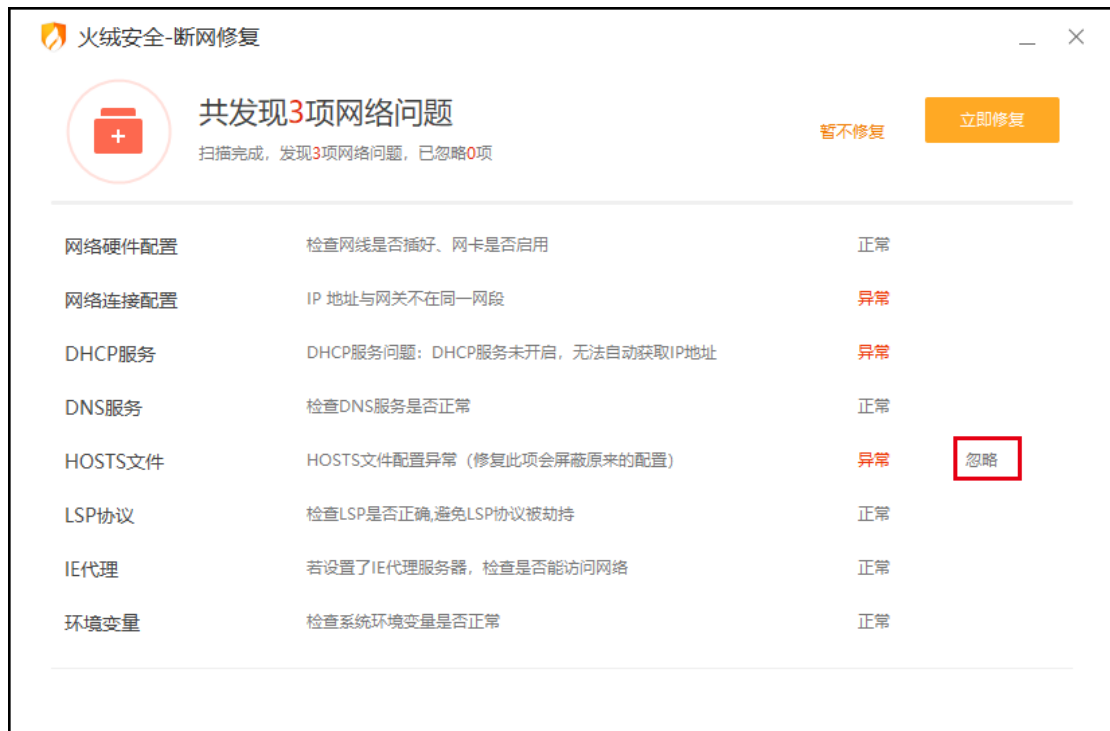 火绒安全-断网修复
共发现3项网络问题
暂不修复
立即修复
扫描完成，发现3项网络问题，已忽略0项
网络硬件配置 检查网线是否插好、网卡是否启用 正常
网络连接配置 IP 地址与网关不在同一网段 异常
DHCP服务 DHCP服务问题：DHCP服务未开启，无法自动获取IP地址 异常
DNS服务 检查DNS服务是否正常 正常
HOSTS文件 HOSTS文件配置异常（修复此项会屏蔽原来的配置） 异常 忽略
LSP协议 检查LSP是否正确,避免LSP协议被劫持 正常
IE代理 若设置了IE代理服务器，检查是否能访问网络 正常
环境变量 检查系统环境变量是否正常 正常